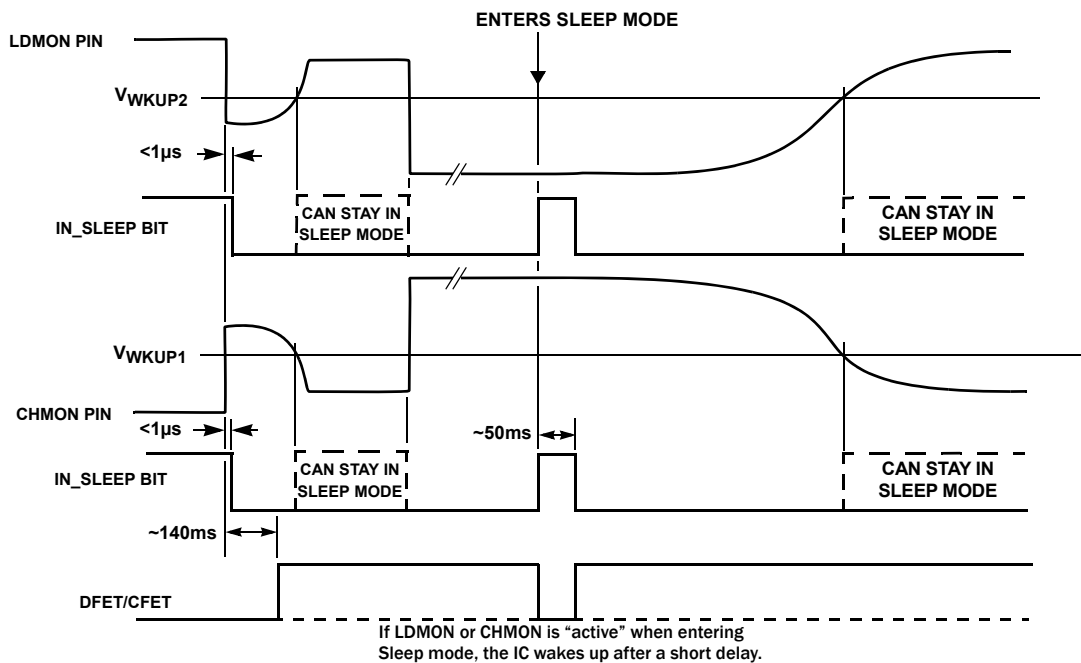 ENTERS SLEEP MODE
LDMON PIN
VWKUP2
<1µs
IN_SLEEP BIT
CAN STAY IN
SLEEP MODE
CAN STAY IN
SLEEP MODE
VWKUP1
CHMON PIN
<1µs
~50ms
IN_SLEEP BIT
CAN STAY IN
SLEEP MODE
CAN STAY IN
SLEEP MODE
~140ms
DFET/CFET
If LDMON or CHMON is “active” when entering
Sleep mode, the IC wakes up after a short delay.